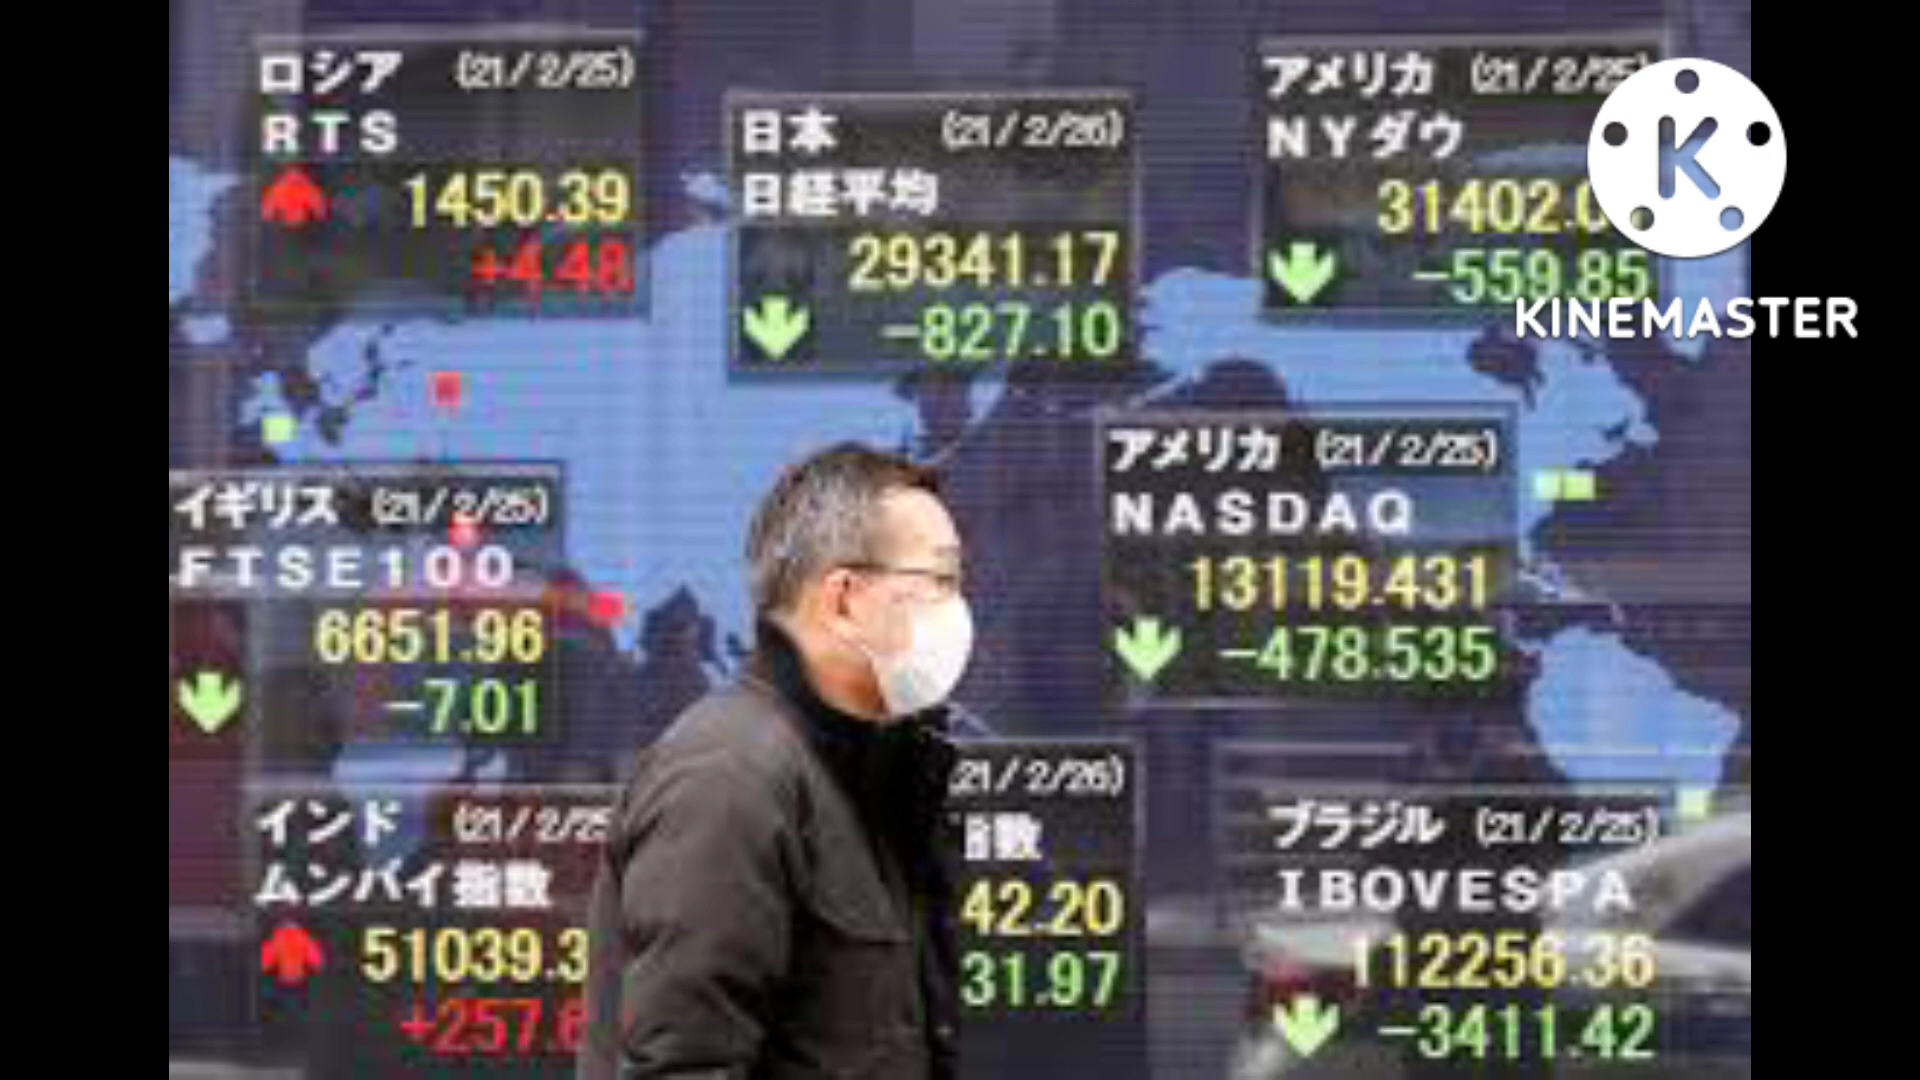 ロシア (21/2/25)
RTS
1450.39
+4.48
日本 (21/2/26)
日経平均
29341.17
-827.10
アメリカ (21/2/25)
NYダウ
31402.0
-559.85
K
KINEMASTER
イギリス (21/2/25)
FTSE100
6651.96
-7.01
アメリカ (21/2/25)
NASDAQ
13119.431
-478.535
インド (21/2/25
ムンバイ指数
51039.3
+257.6
21/2/26)
数
42.20
31.97
ブラジル (21/2/25)
IBOVESPA
112256.36
-3411.42